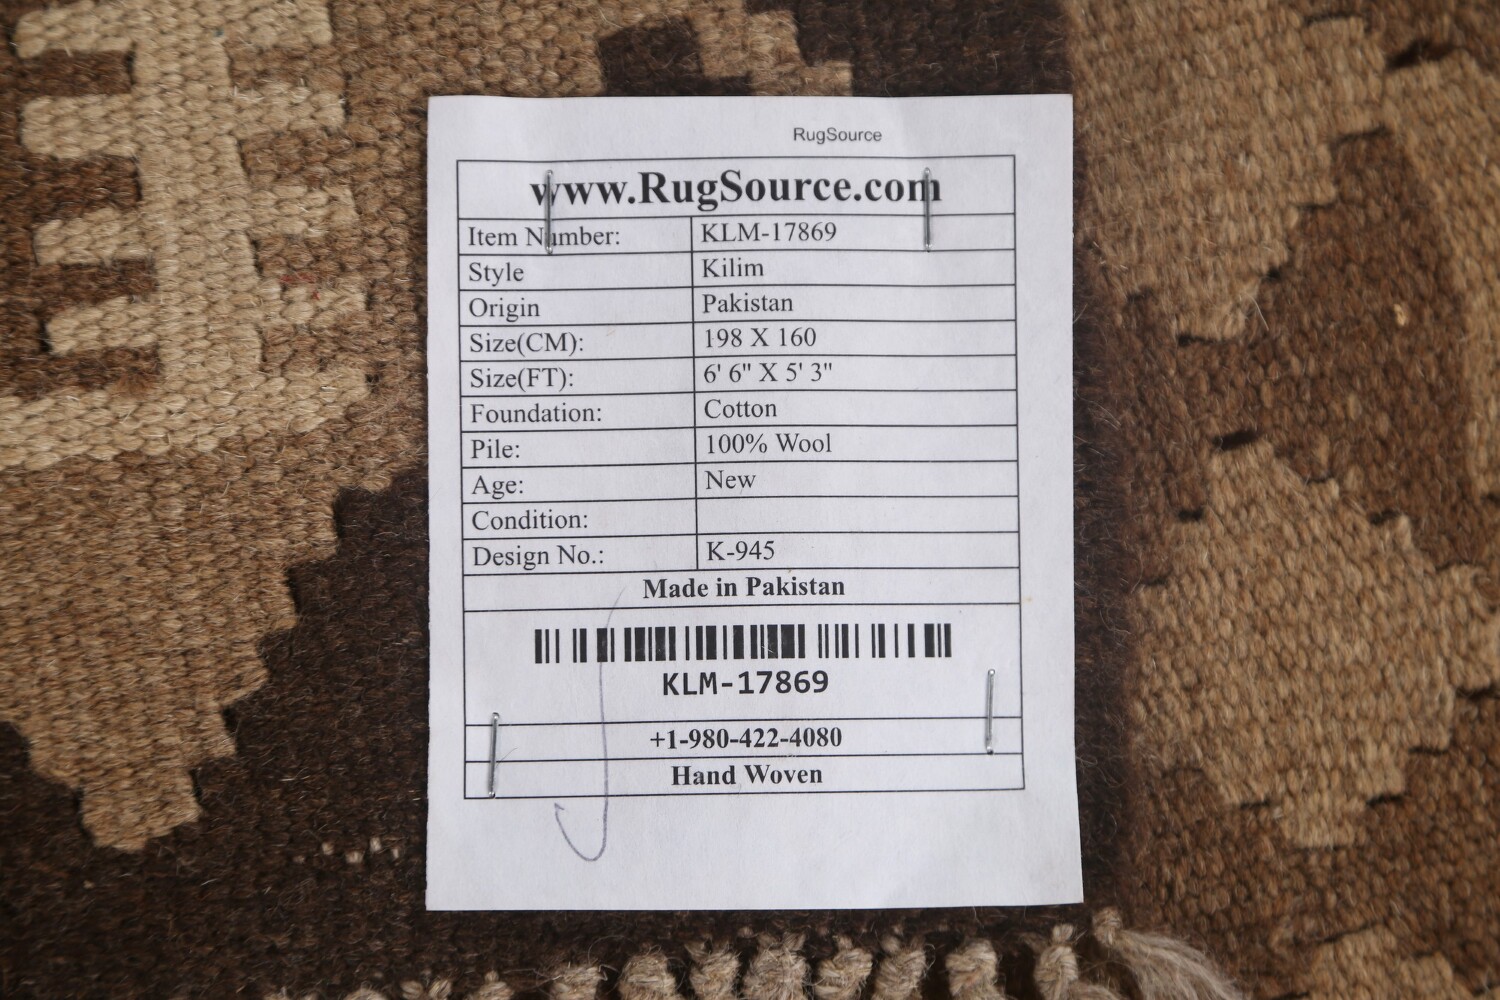 RugSource
www.RugSource.com
Item Number: KLM-17869
Style Kilim
Origin Pakistan
Size(CM): 198 X 160
Size(FT): 6' 6" X 5' 3"
Foundation: Cotton
Pile: 100% Wool
Age: New
Condition:
Design No.: K-945
Made in Pakistan
KLM-17869
+1-980-422-4080
Hand Woven